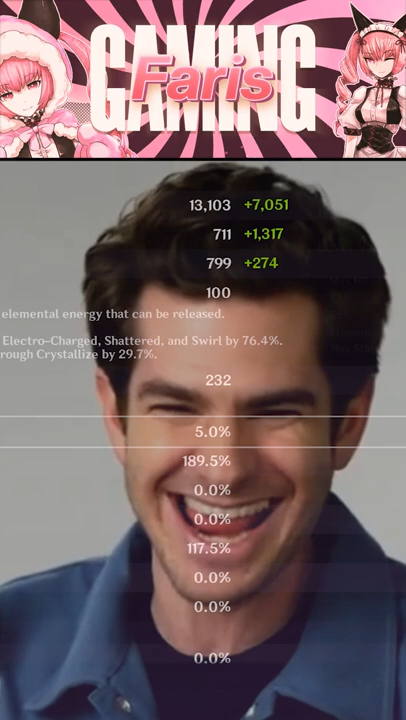 GAMING
Faris
13,103 +7,051
711 +1,317
799 +274
100
elemental energy that can be released.
Electro-Charged, Shattered, and Swirl by 76.4%.
rough Crystallize by 29.7%.
232
5.0%
189.5%
0.0%
0.0%
117.5%
0.0%
0.0%
0.0%